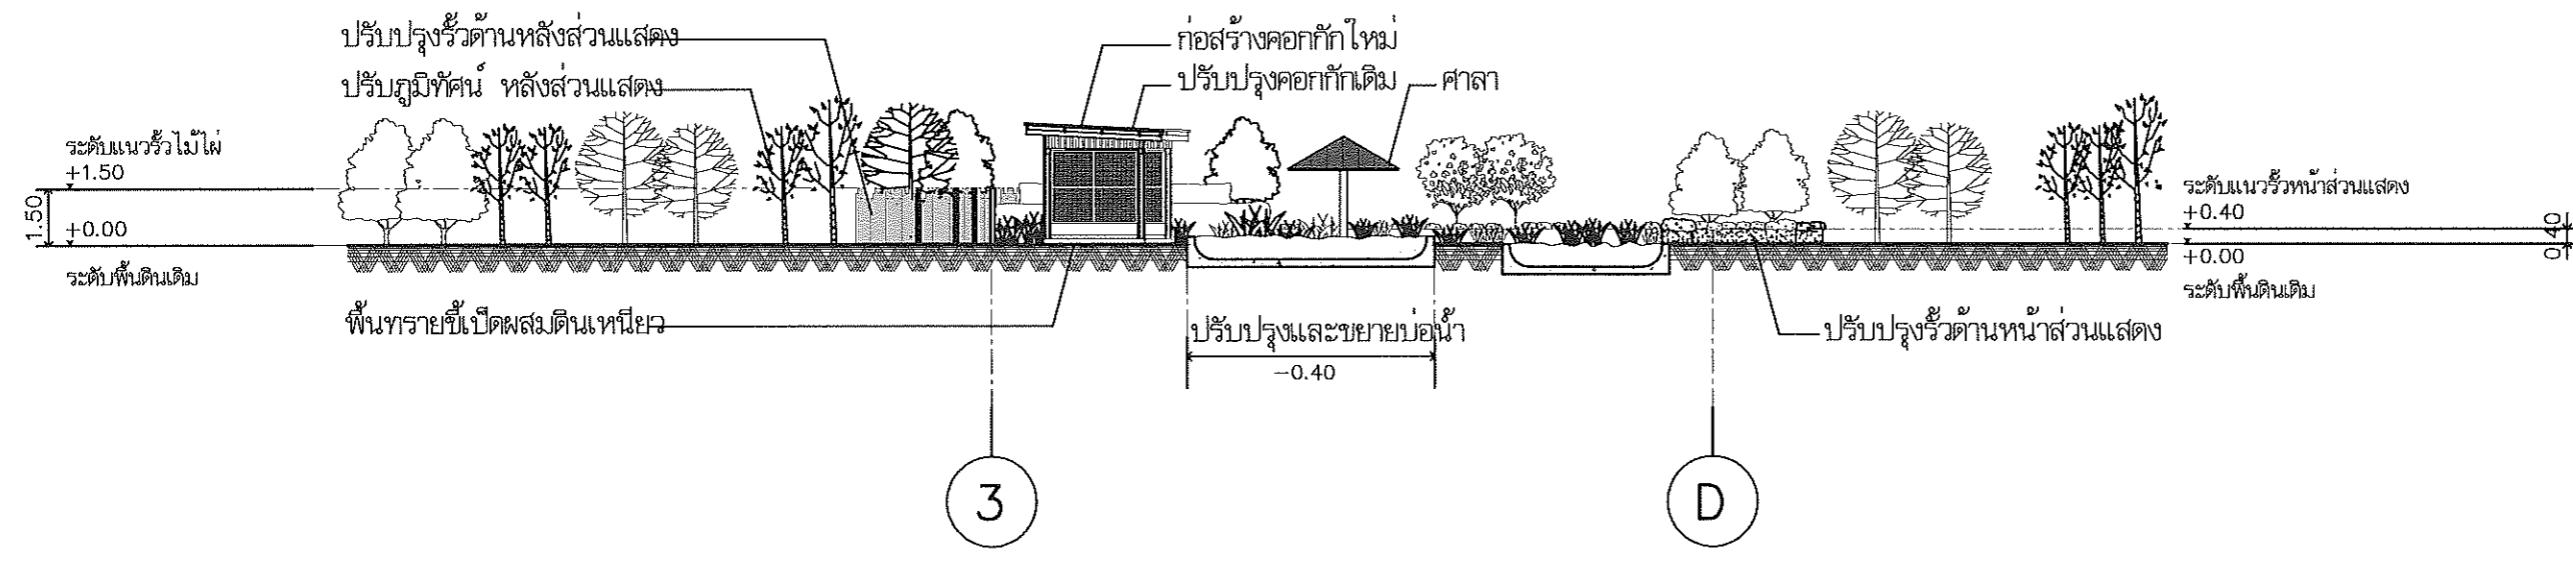 ปรับปรุงรั้วด้านหลังส่วนแสดง
ก่อสร้างคอกกักใหม่
ปรับภูมิทัศน์ หลังส่วนแสดง
ปรับปรุงคอกกักเดิม
ศาลา
ระดับแนวรั้วไม้ไผ่
+1.50
1.50
+0.00
ระดับพื้นดินเดิม
ระดับแนวรั้วหน้าส่วนแสดง
+0.40
0.40
+0.00
ระดับพื้นดินเดิม
พื้นทรายขี้เป็ดผสมดินเหนียว
ปรับปรุงและขยายบ่อน้ำ
-0.40
ปรับปรุงรั้วด้านหน้าส่วนแสดง
3
D